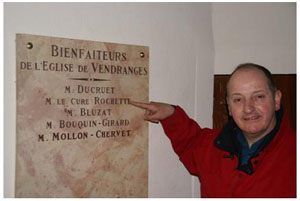 BIENFAITEURS
DE L'EGLISE DE VENDRANGES
M. DUCRUET
M. LE CURE ROCHETTE
M. BLUZAT
M. BOUQUIN-GIRARD
M. MOLLON-CHERVET